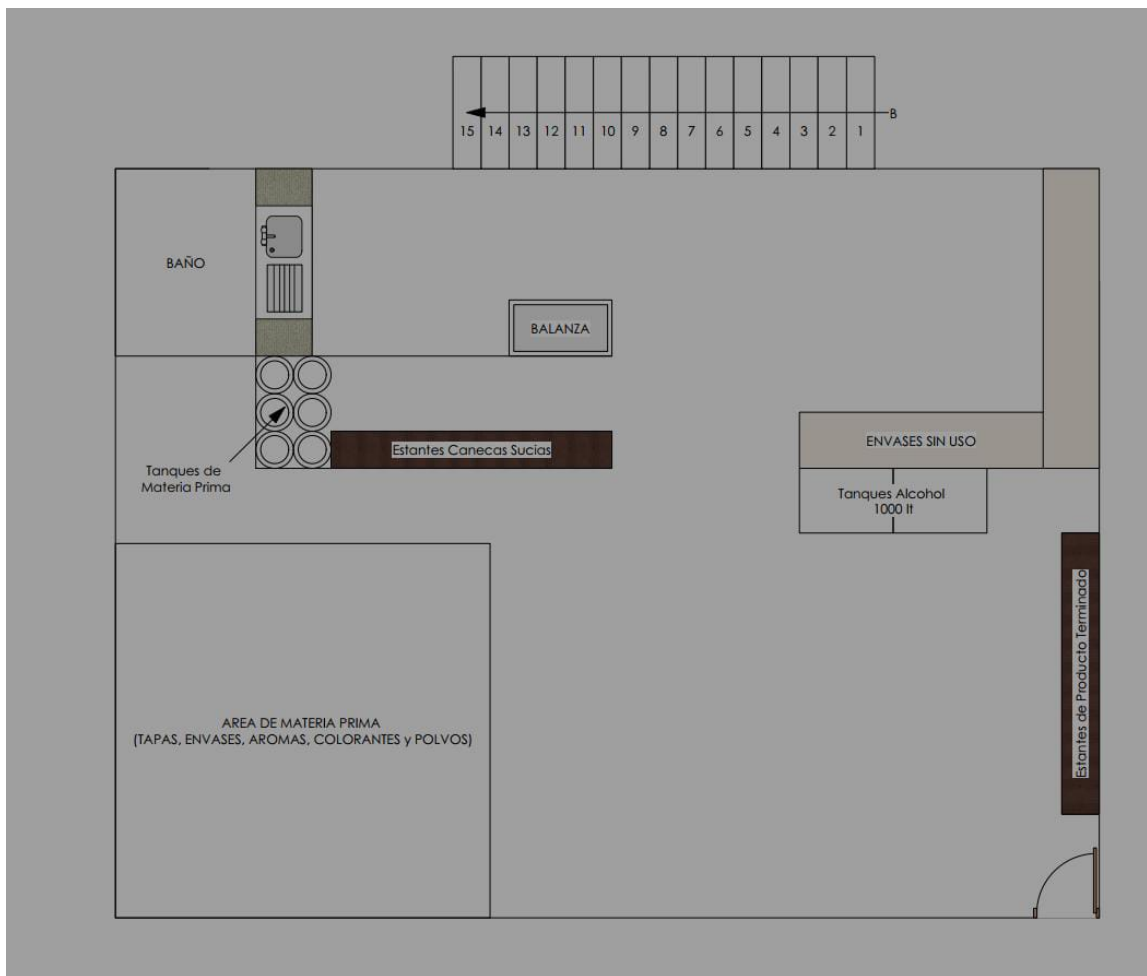 B
15 14 13 12 11 10 9 8 7 6 5 4 3 2 1
BAÑO
BALANZA
ENVASES SIN USO
Estantes Canecas Sucias
Tanques de
Materia Prima
Tanques Alcohol
1000 lt
Estantes de Producto Terminado
AREA DE MATERIA PRIMA
(TAPAS, ENVASES, AROMAS, COLORANTES y POLVOS)